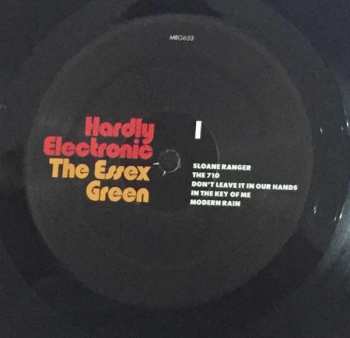 MRG633
Hardly
Electronic
The Essex
Green
I
SLOANE RANGER
THE 710
DON'T LEAVE IT IN OUR HANDS
IN THE KEY OF ME
MODERN RAIN